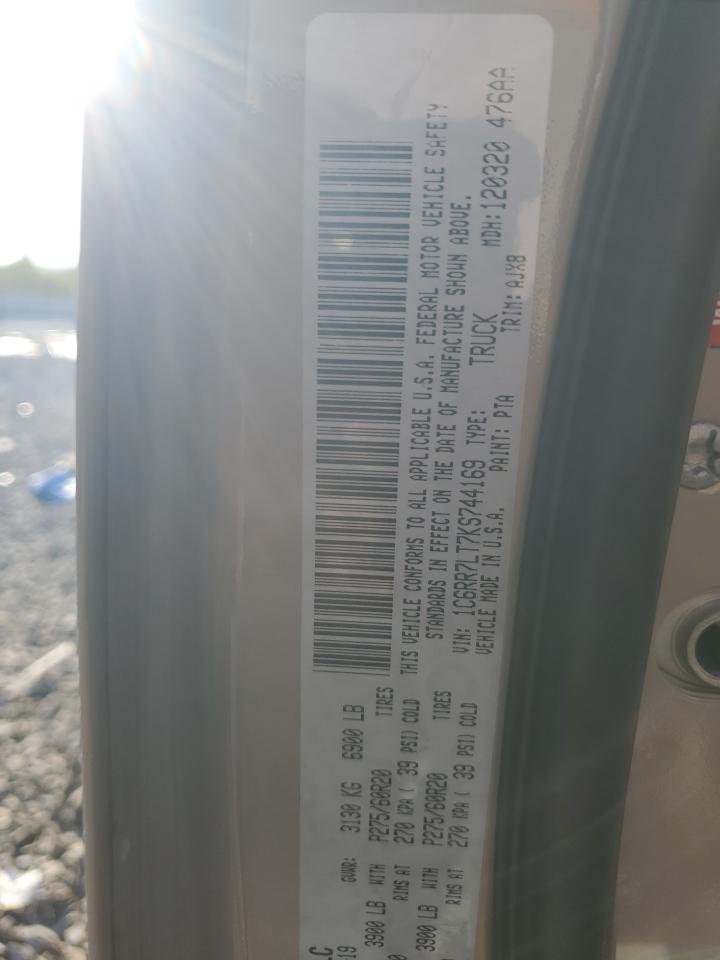 LC
19 GVWR: 3130 KG 6900 LB
3900 LB WITH P275/60R20 TIRES
RIMS AT 270 KPA ( 39 PSI) COLD
3900 LB WITH P275/60R20 TIRES
RIMS AT 270 KPA ( 39 PSI) COLD
THIS VEHICLE CONFORMS TO ALL APPLICABLE U.S.A. FEDERAL MOTOR VEHICLE SAFETY
STANDARDS IN EFFECT ON THE DATE OF MANUFACTURE SHOWN ABOVE.
VIN: 1C6RR7LT7KS744169 TYPE: TRUCK MDH: 120320 476AA
VEHICLE MADE IN U.S.A. PAINT: PTA TRIM: AJX8